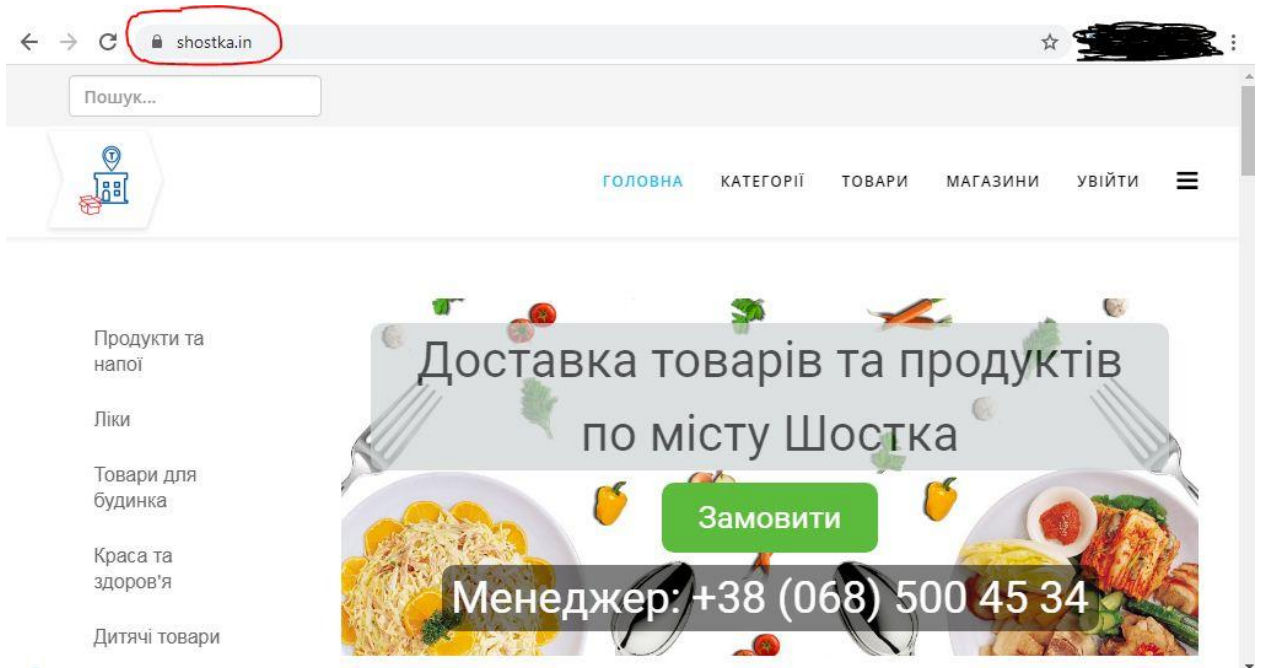 shostka.in
Пошук...
ГОЛОВНА КАТЕГОРІЇ ТОВАРИ МАГАЗИНИ УВІЙТИ
Продукти та
напої
Ліки
Товари для
будинка
Краса та
здоров'я
Дитячі товари
Доставка товарів та продуктів
по місту Шостка
Замовити
Менеджер: +38 (068) 500 45 34